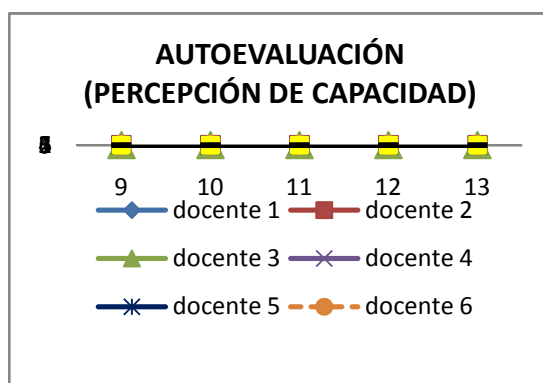 AUTOEVALUACIÓN
(PERCEPCIÓN DE CAPACIDAD)
9 10 11 12 13
docente 1 docente 2
docente 3 docente 4
docente 5 docente 6